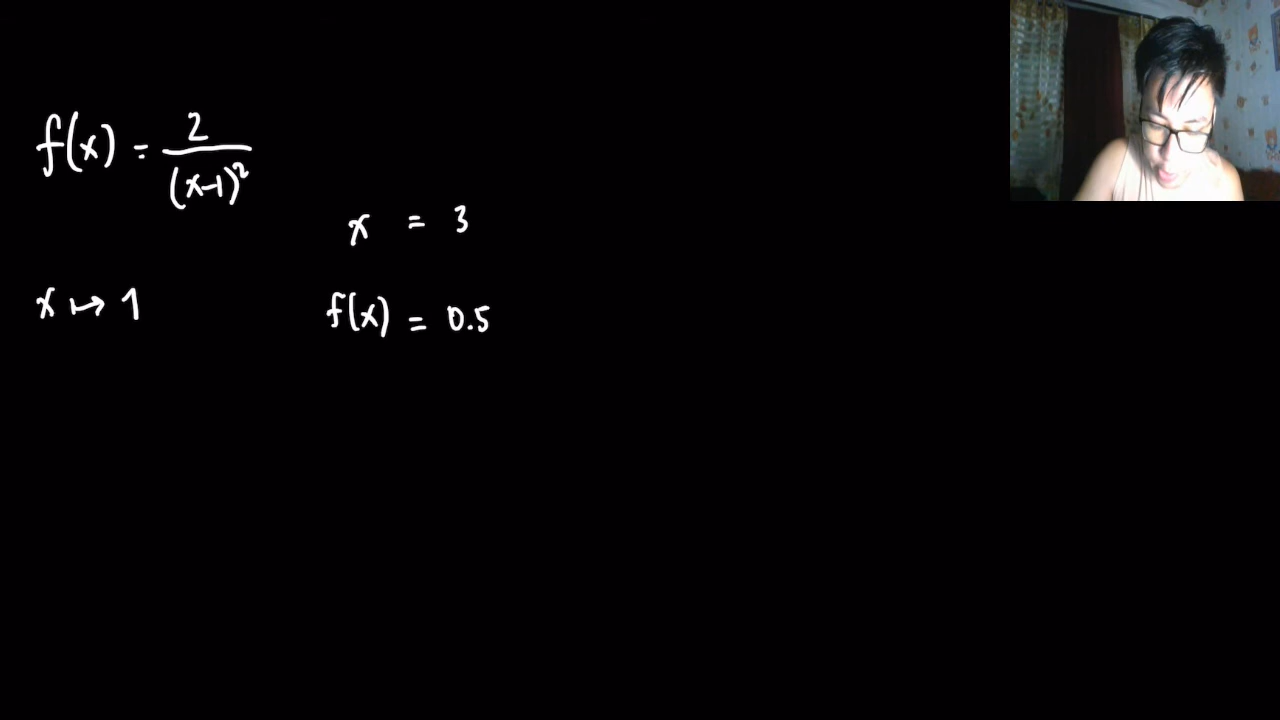 f(x) = 2/(x-1)²
x = 3
x ↦ 1
f(x) = 0.5